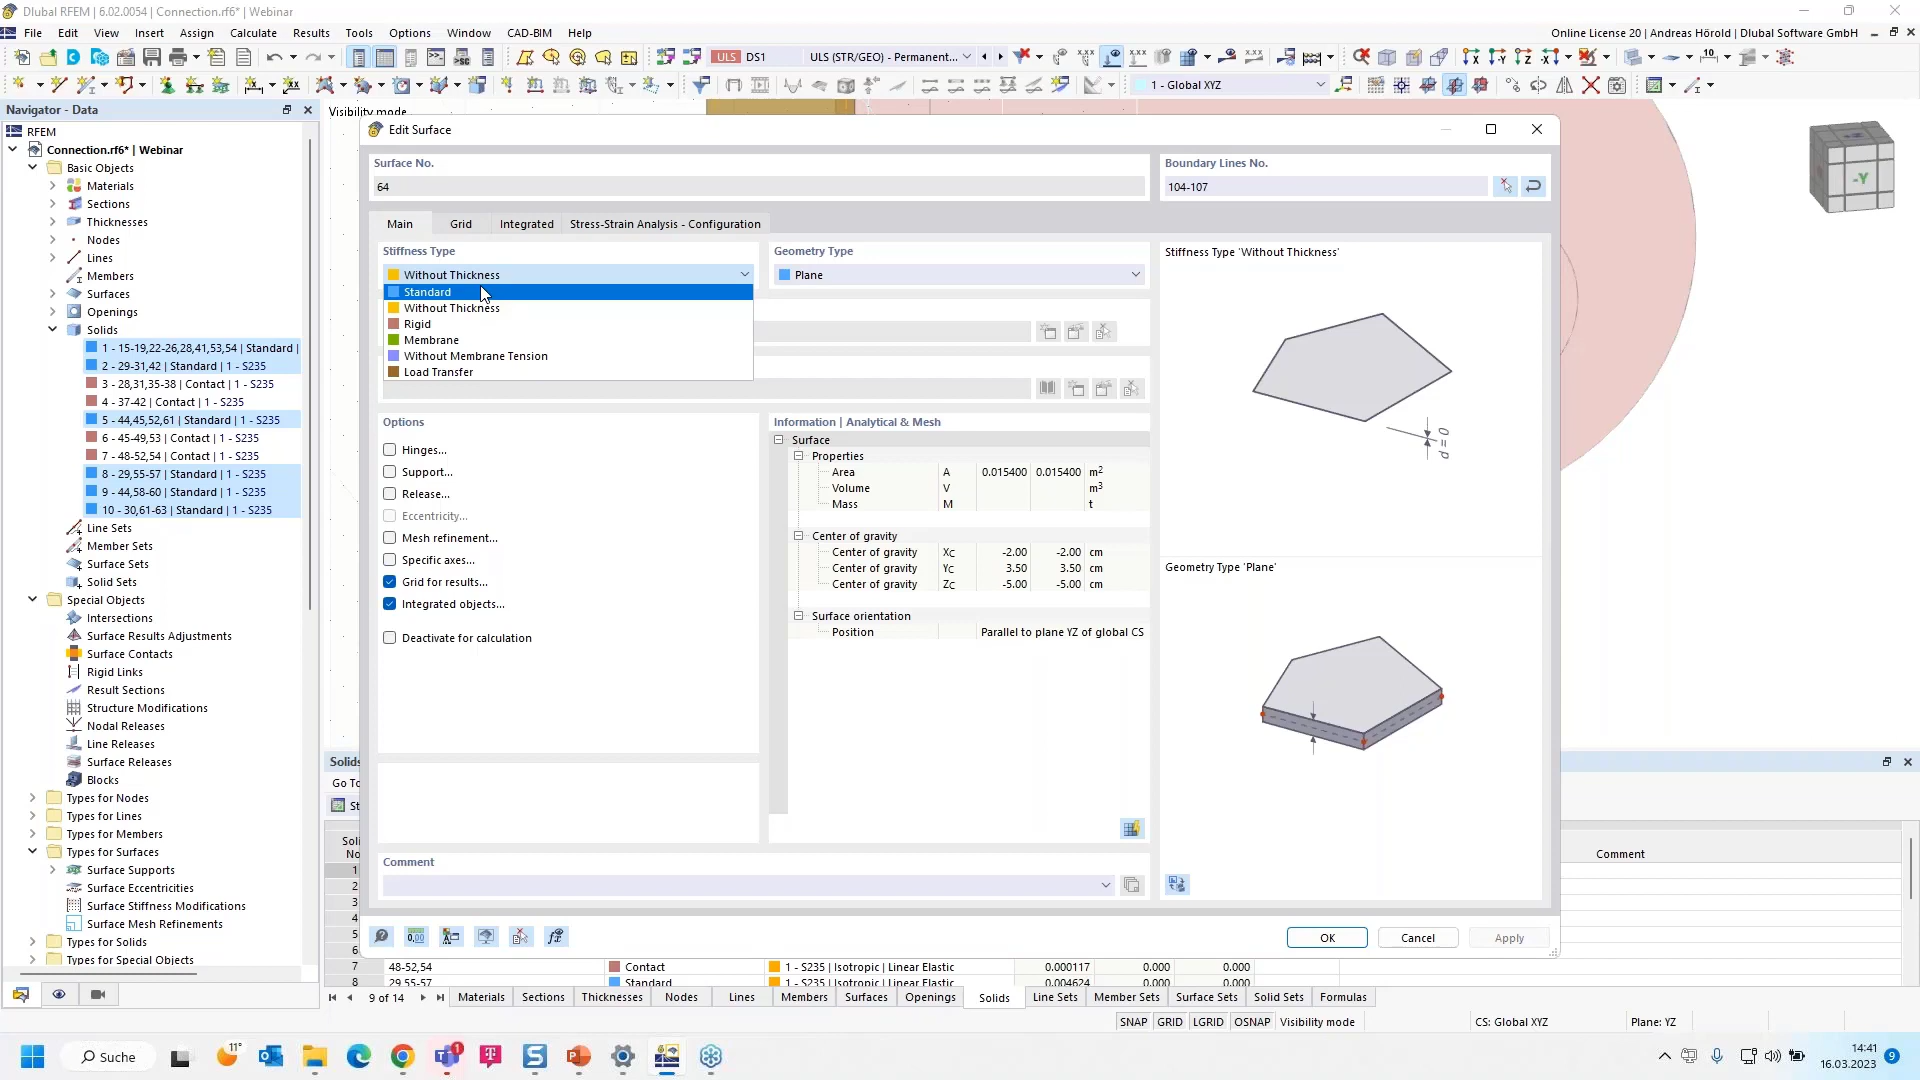 Dlubal RFEM | 6.02.0054 | Connection.rf6* | Webinar
File Edit View Insert Assign Calculate Results Tools Options Window CAD-BIM Help
Online License 20 | Andreas Hörold | Dlubal Software GmbH
ULS DS1 ULS (STR/GEO) - Permanent...
1 - Global XYZ
Navigator - Data
Visibility mode
RFEM
Connection.rf6* | Webinar
Basic Objects
Materials
Sections
Thicknesses
Nodes
Lines
Members
Surfaces
Openings
Solids
1 - 15-19,22-26,28,41,53,54 | Standard |
2 - 29-31,42 | Standard | 1 - S235
3 - 28,31,35-38 | Contact | 1 - S235
4 - 37-42 | Contact | 1 - S235
5 - 44,45,52,61 | Standard | 1 - S235
6 - 45-49,53 | Contact | 1 - S235
7 - 48-52,54 | Contact | 1 - S235
8 - 29,55-57 | Standard | 1 - S235
9 - 44,58-60 | Standard | 1 - S235
10 - 30,61-63 | Standard | 1 - S235
Line Sets
Member Sets
Surface Sets
Solid Sets
Special Objects
Intersections
Surface Results Adjustments
Surface Contacts
Rigid Links
Result Sections
Structure Modifications
Nodal Releases
Line Releases
Surface Releases
Blocks
Types for Nodes
Types for Lines
Types for Members
Types for Surfaces
Surface Supports
Surface Eccentricities
Surface Stiffness Modifications
Surface Mesh Refinements
Types for Solids
Types for Special Objects
Edit Surface
Surface No.
64
Boundary Lines No.
104-107
Main Grid Integrated Stress-Strain Analysis - Configuration
Stiffness Type
Without Thickness
Standard
Without Thickness
Rigid
Membrane
Without Membrane Tension
Load Transfer
Geometry Type
Plane
Options
Hinges...
Support...
Release...
Eccentricity...
Mesh refinement...
Specific axes...
Grid for results...
Integrated objects...
Deactivate for calculation
Information | Analytical & Mesh
Surface
Properties
Area A 0.015400 0.015400 m2
Volume V m3
Mass M t
Center of gravity
Center of gravity XC -2.00 -2.00 cm
Center of gravity YC 3.50 3.50 cm
Center of gravity ZC -5.00 -5.00 cm
Surface orientation
Position Parallel to plane YZ of global CS
Stiffness Type 'Without Thickness'
d = 0
Geometry Type 'Plane'
Comment
OK Cancel Apply
-Y
Solids
Go To
St
Soli
No
Comment
1
2
3
4
5
6
7 48-52,54 Contact 1 - S235 | Isotropic | Linear Elastic 0.000117 0.000 0.000
8 29,55-57 Standard 1 - S235 | Isotropic | Linear Elastic 0.004624 0.000 0.000
9 of 14 Materials Sections Thicknesses Nodes Lines Members Surfaces Openings Solids Line Sets Member Sets Surface Sets Solid Sets Formulas
SNAP GRID LGRID OSNAP Visibility mode CS: Global XYZ Plane: YZ
Suche
11°
1
14:41
16.03.2023
9